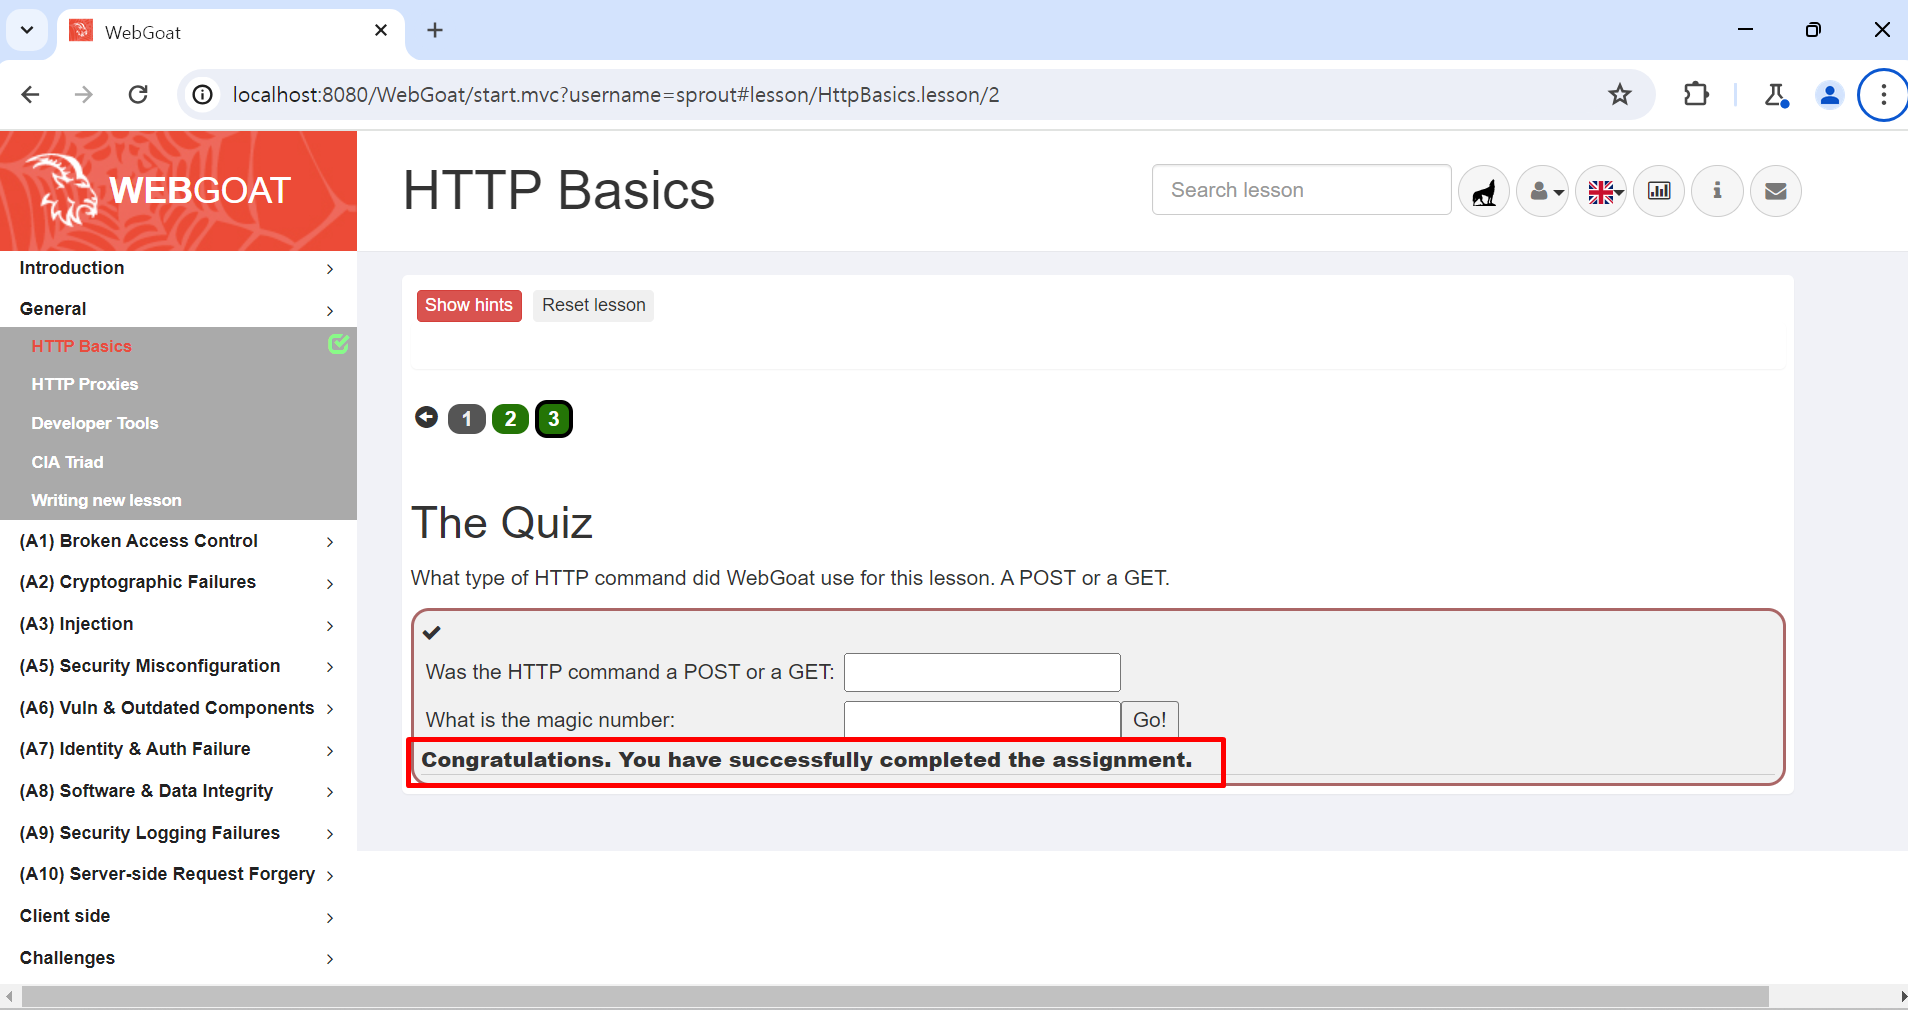 WebGoat
localhost:8080/WebGoat/start.mvc?username=sprout#lesson/HttpBasics.lesson/2
WEBGOAT
HTTP Basics
Search lesson
Introduction
General
HTTP Basics
HTTP Proxies
Developer Tools
CIA Triad
Writing new lesson
(A1) Broken Access Control
(A2) Cryptographic Failures
(A3) Injection
(A5) Security Misconfiguration
(A6) Vuln & Outdated Components
(A7) Identity & Auth Failure
(A8) Software & Data Integrity
(A9) Security Logging Failures
(A10) Server-side Request Forgery
Client side
Challenges
Show hints Reset lesson
1 2 3
The Quiz
What type of HTTP command did WebGoat use for this lesson. A POST or a GET.
Was the HTTP command a POST or a GET:
What is the magic number: Go!
Congratulations. You have successfully completed the assignment.